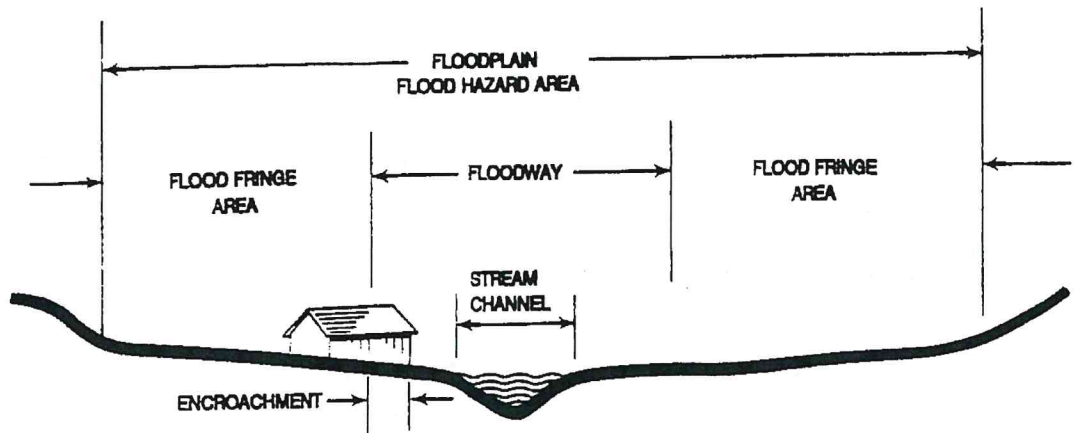 FLOODPLAIN
FLOOD HAZARD AREA
FLOOD FRINGE
AREA
FLOODWAY
FLOOD FRINGE
AREA
STREAM
CHANNEL
ENCROACHMENT